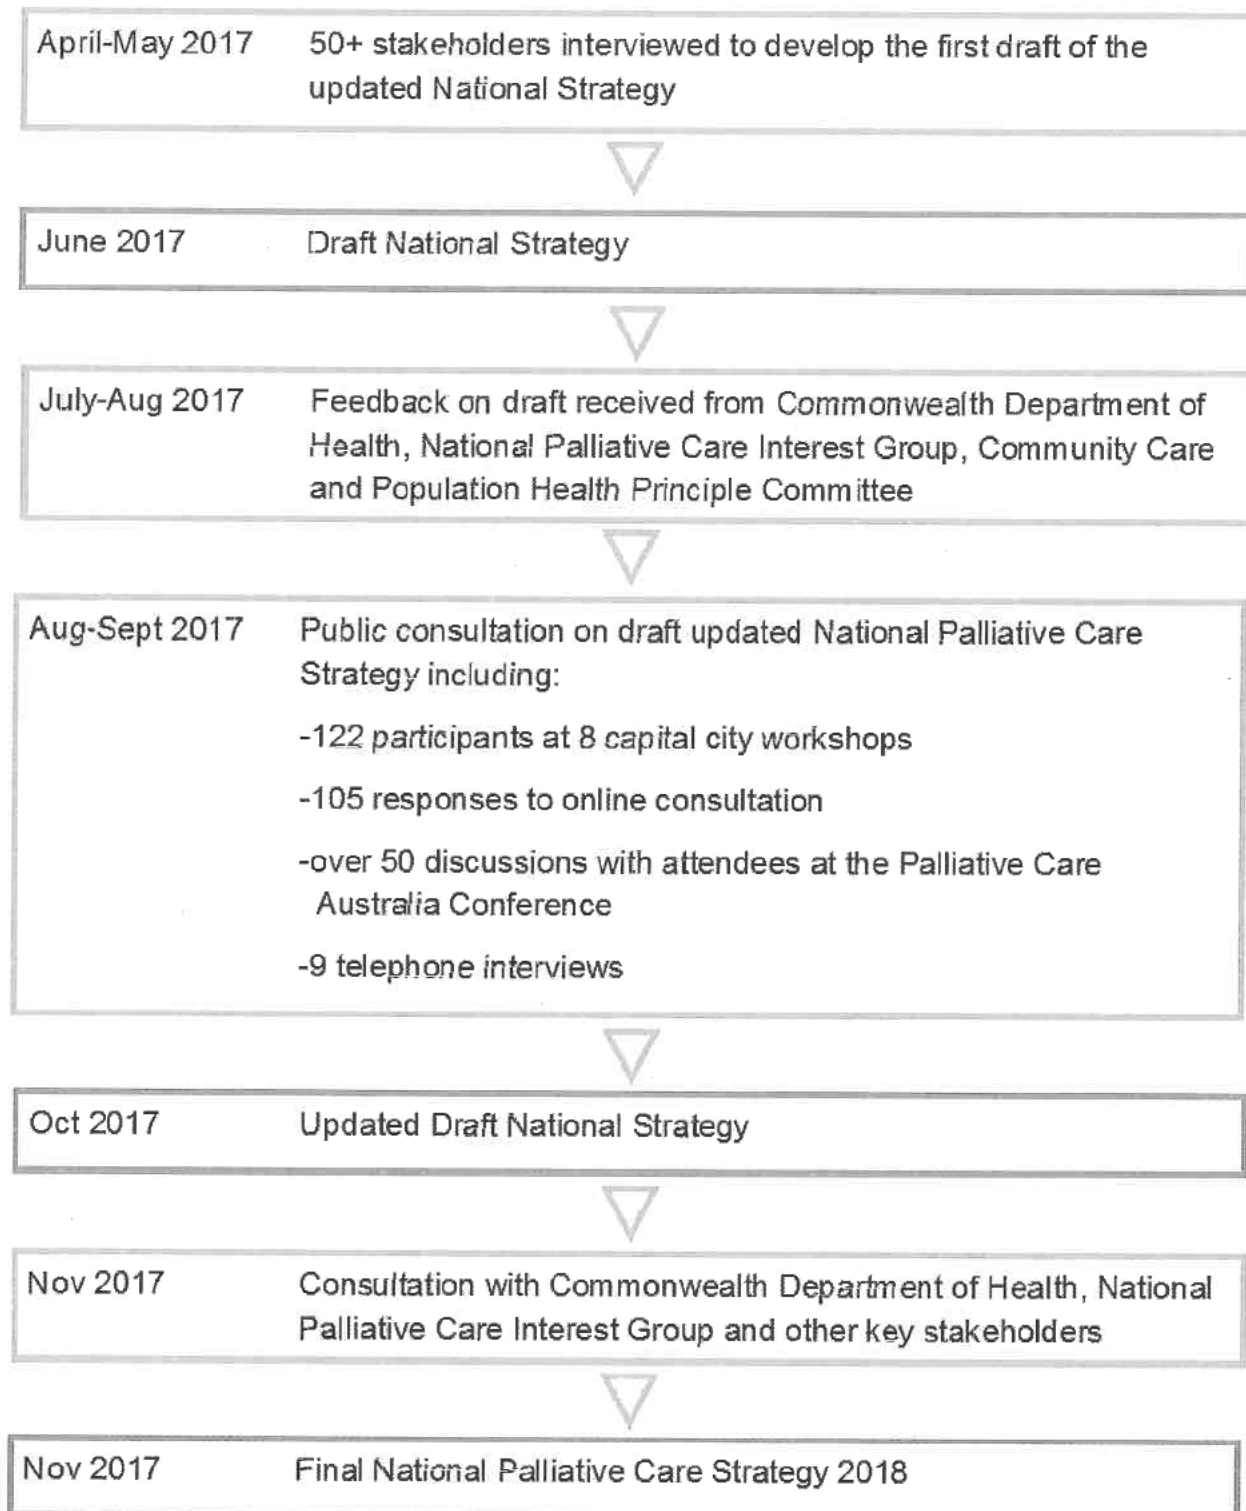 April-May 2017 50+ stakeholders interviewed to develop the first draft of the
updated National Strategy
June 2017 Draft National Strategy
July-Aug 2017 Feedback on draft received from Commonwealth Department of
Health, National Palliative Care Interest Group, Community Care
and Population Health Principle Committee
Aug-Sept 2017 Public consultation on draft updated National Palliative Care
Strategy including:
-122 participants at 8 capital city workshops
-105 responses to online consultation
-over 50 discussions with attendees at the Palliative Care
Australia Conference
-9 telephone interviews
Oct 2017 Updated Draft National Strategy
Nov 2017 Consultation with Commonwealth Department of Health, National
Palliative Care Interest Group and other key stakeholders
Nov 2017 Final National Palliative Care Strategy 2018